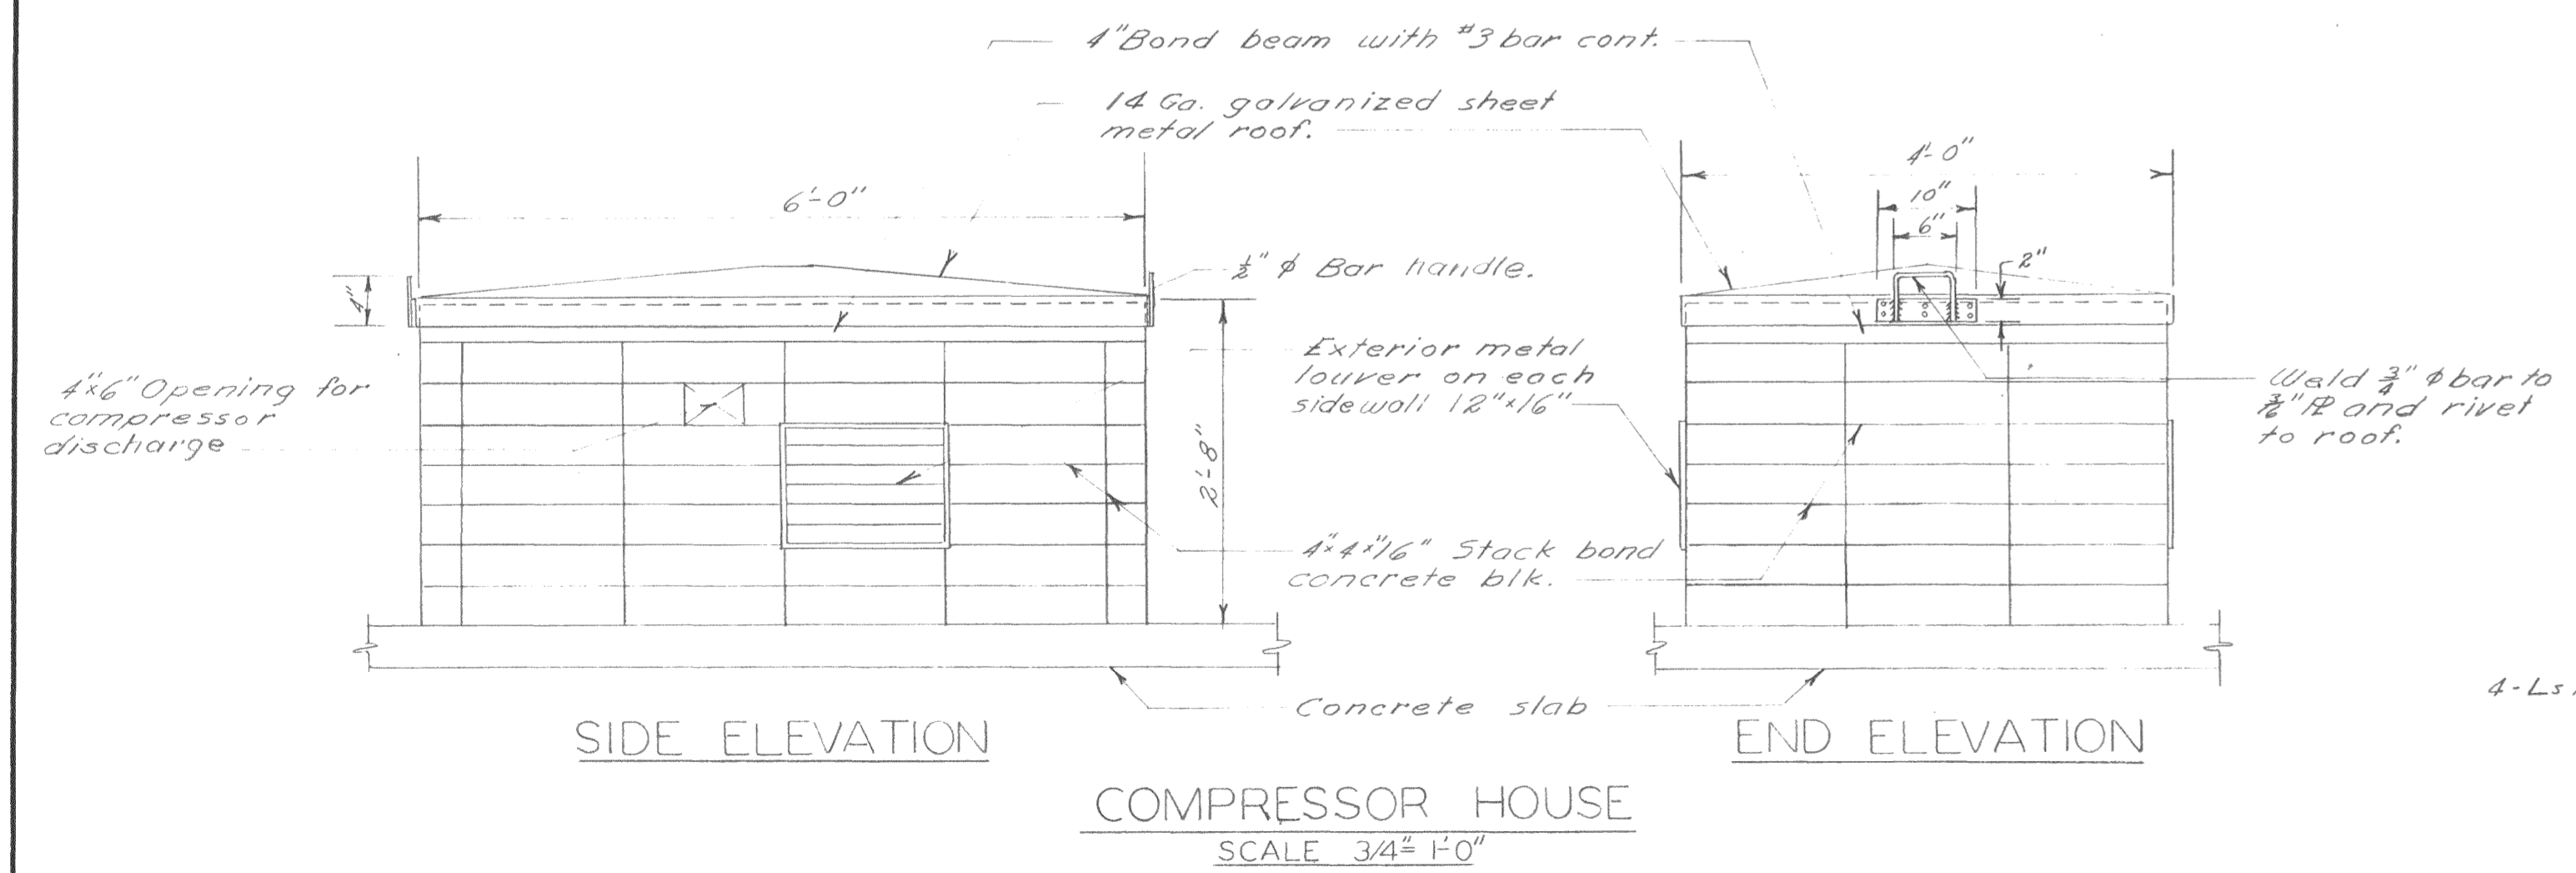 4" Bond beam with #3 bar cont.
14 Ga. galvanized sheet
metal roof.
6'-0"
4'-0"
10"
6"
2"
4"
½" ϕ Bar handle.
4"x6" Opening for
compressor
discharge
Exterior metal
louver on each
sidewall 12"x16"
2'-8"
Weld ¾" ϕ bar to
3/16" PL and rivet
to roof.
4"x4"x16" Stack bond
concrete blk.
Concrete slab
4-Ls
SIDE ELEVATION
END ELEVATION
COMPRESSOR HOUSE
SCALE 3/4"=1'-0"